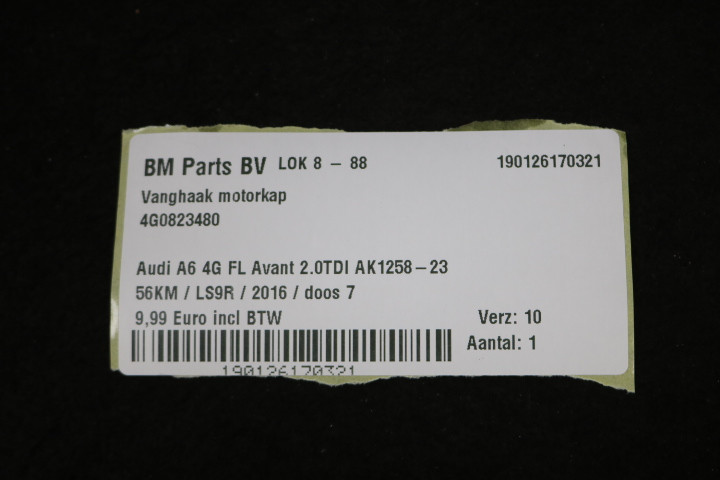 BM Parts BV LOK 8 – 88 190126170321
Vanghaak motorkap
4G0823480
Audi A6 4G FL Avant 2.0TDI AK1258–23
56KM / LS9R / 2016 / doos 7
9,99 Euro incl BTW Verz: 10
Aantal: 1
190126170321